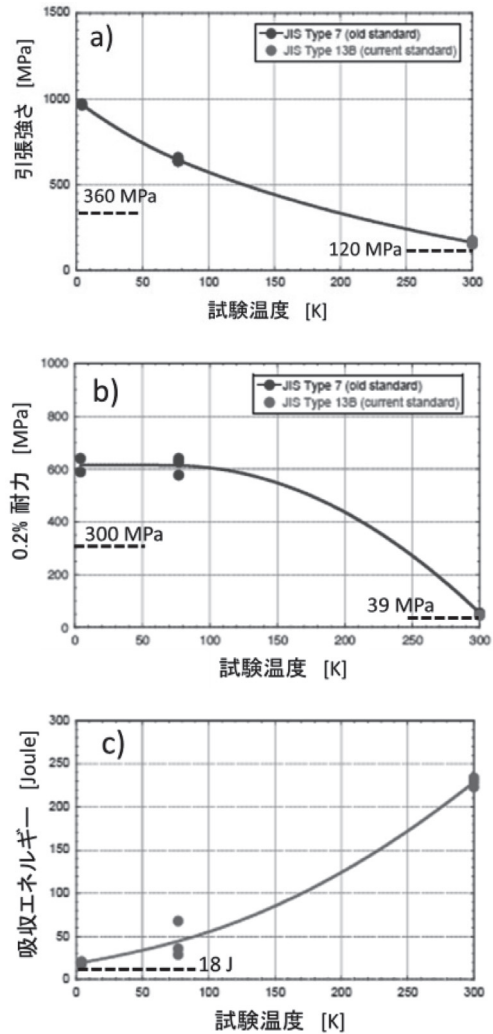 a)
JIS Type 7 (old standard)
JIS Type 13B (current standard)
引張強さ [MPa]
1500
1000
500
0
360 MPa
120 MPa
0 50 100 150 200 250 300
試験温度 [K]
b)
JIS Type 7 (old standard)
JIS Type 13B (current standard)
0.2% 耐力 [MPa]
1000
800
600
400
200
0
300 MPa
39 MPa
0 50 100 150 200 250 300
試験温度 [K]
c)
吸収エネルギー [Joule]
300
250
200
150
100
50
0
18 J
0 50 100 150 200 250 300
試験温度 [K]